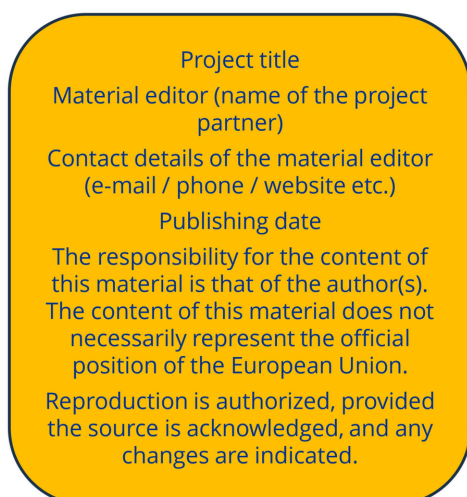 Project title
Material editor (name of the project
partner)
Contact details of the material editor
(e-mail / phone / website etc.)
Publishing date
The responsibility for the content of
this material is that of the author(s).
The content of this material does not
necessarily represent the official
position of the European Union.
Reproduction is authorized, provided
the source is acknowledged, and any
changes are indicated.